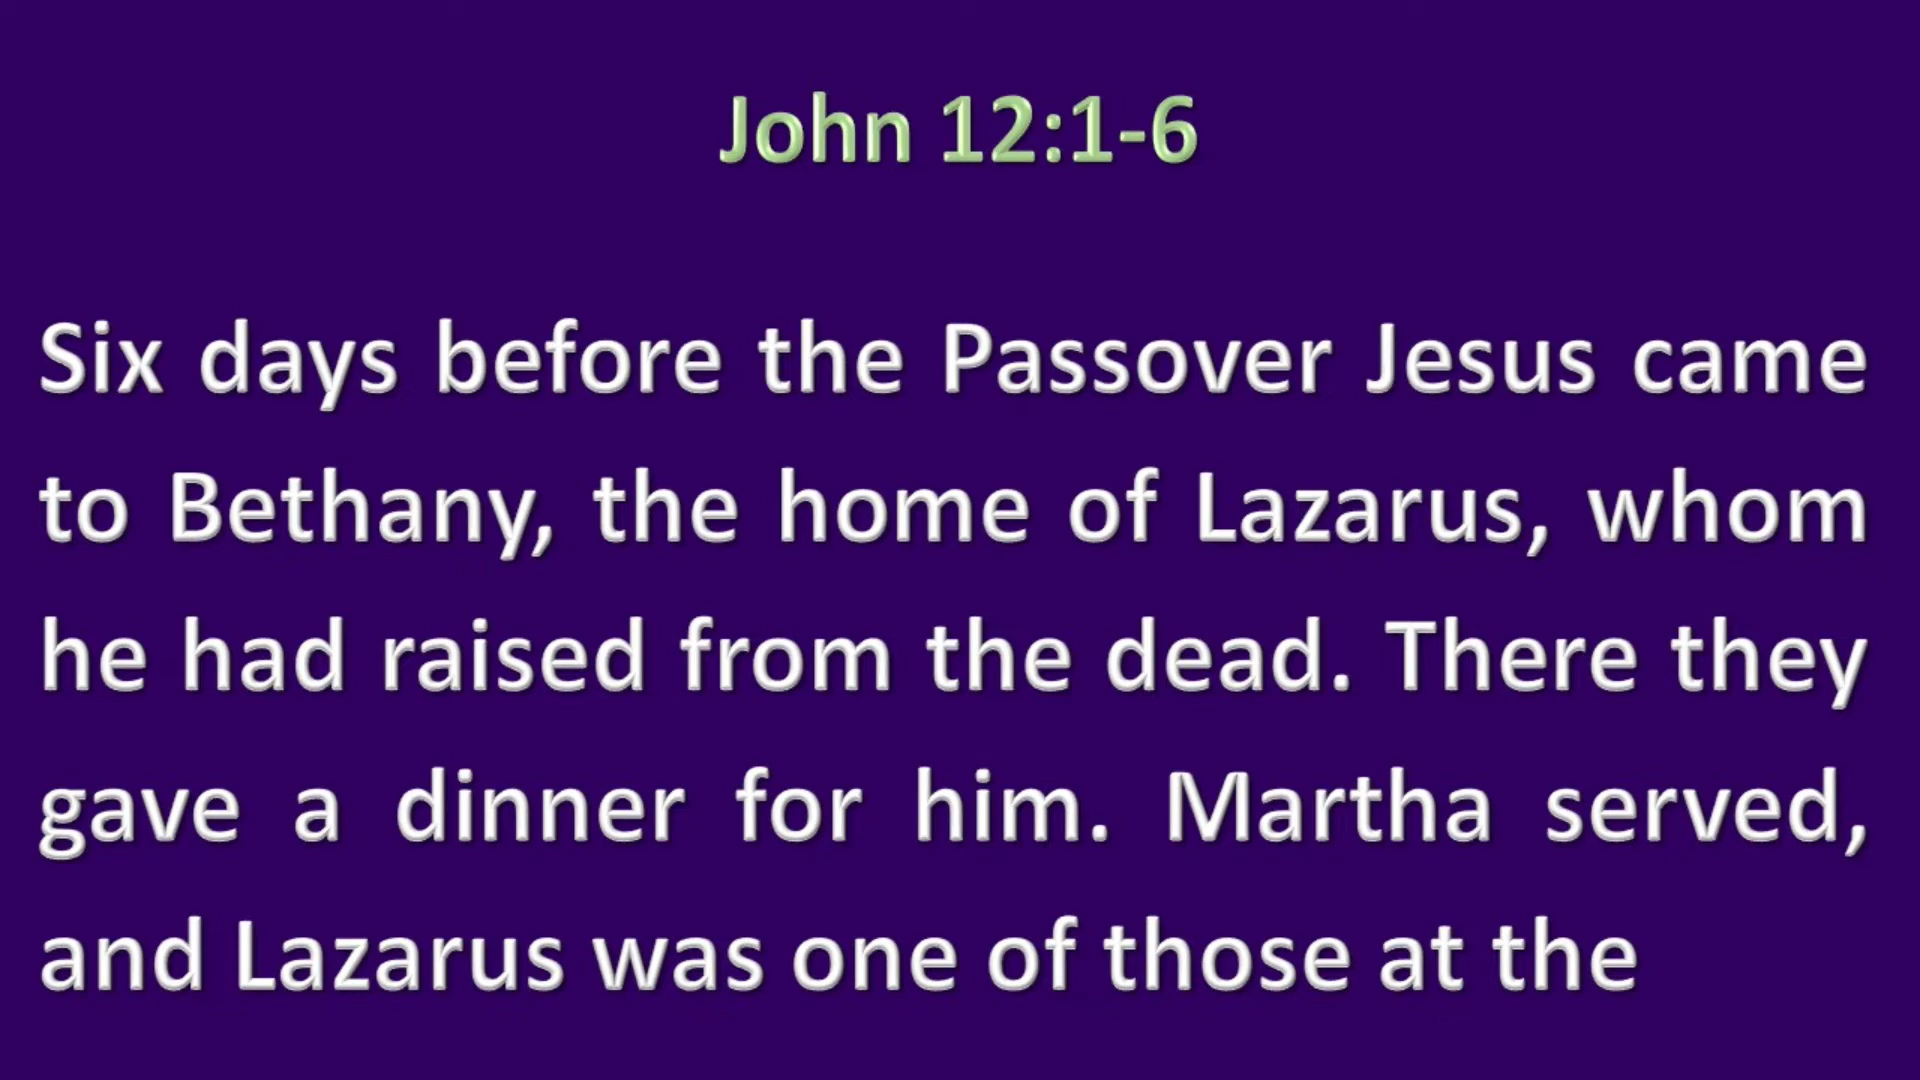 John 12:1-6
Six days before the Passover Jesus came
to Bethany, the home of Lazarus, whom
he had raised from the dead. There they
gave a dinner for him. Martha served,
and Lazarus was one of those at the